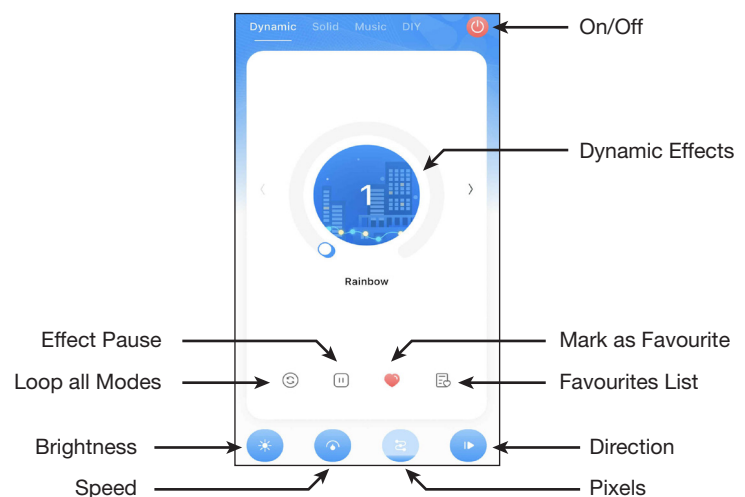 Dynamic Solid Music DIY
On/Off
Dynamic Effects
1
Rainbow
Effect Pause
Mark as Favourite
Loop all Modes
Favourites List
Brightness
Direction
Speed
Pixels